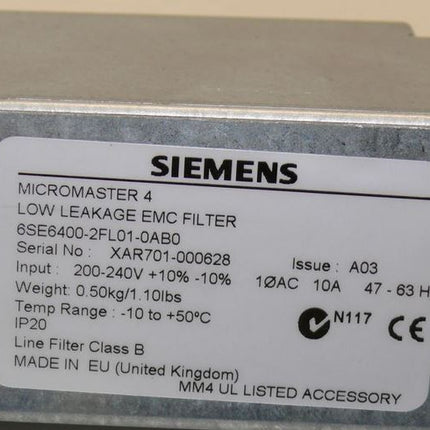 SIEMENS
MICROMASTER 4
LOW LEAKAGE EMC FILTER
6SE6400-2FL01-0AB0
Serial No : XAR701-000628 Issue : A03
Input : 200-240V +10% -10% 1ØAC 10A 47 - 63 H
Weight: 0.50kg/1.10lbs
Temp Range : -10 to +50°C
IP20 N117 CE
Line Filter Class B
MADE IN EU (United Kingdom)
MM4 UL LISTED ACCESSORY